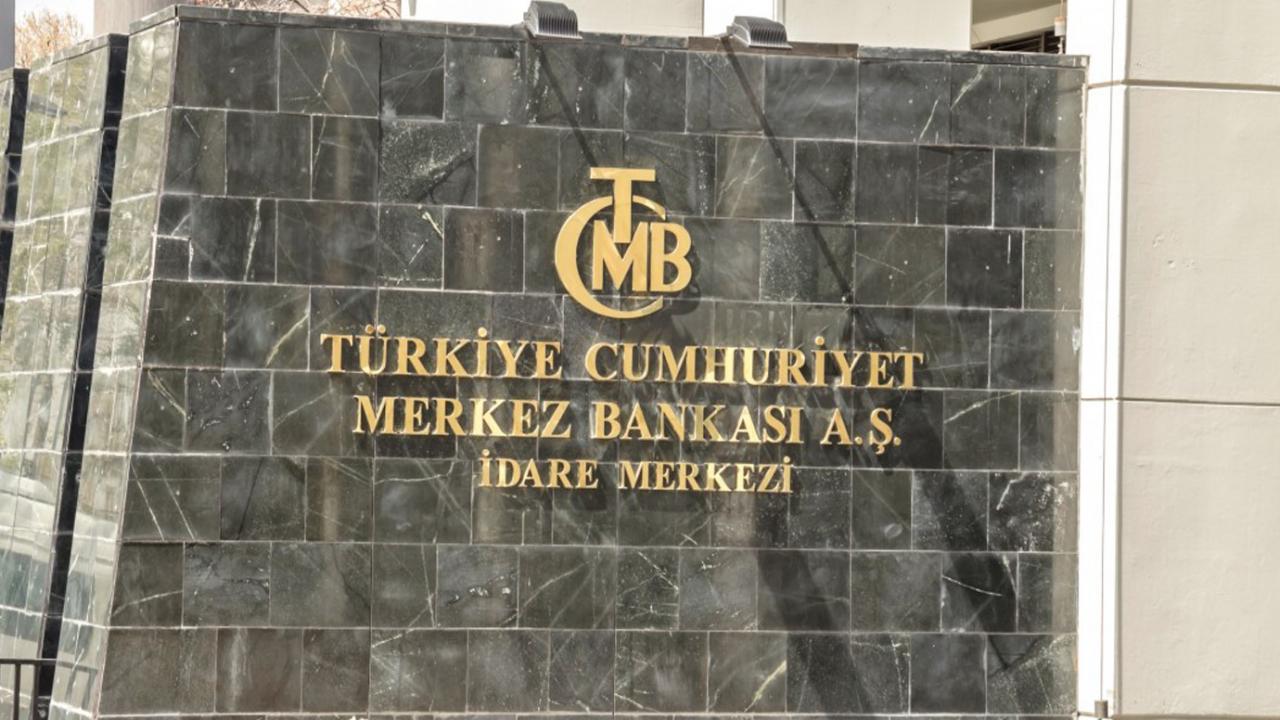 TCMB
TÜRKİYE CUMHURİYET
MERKEZ BANKASI A.Ş.
İDARE MERKEZİ